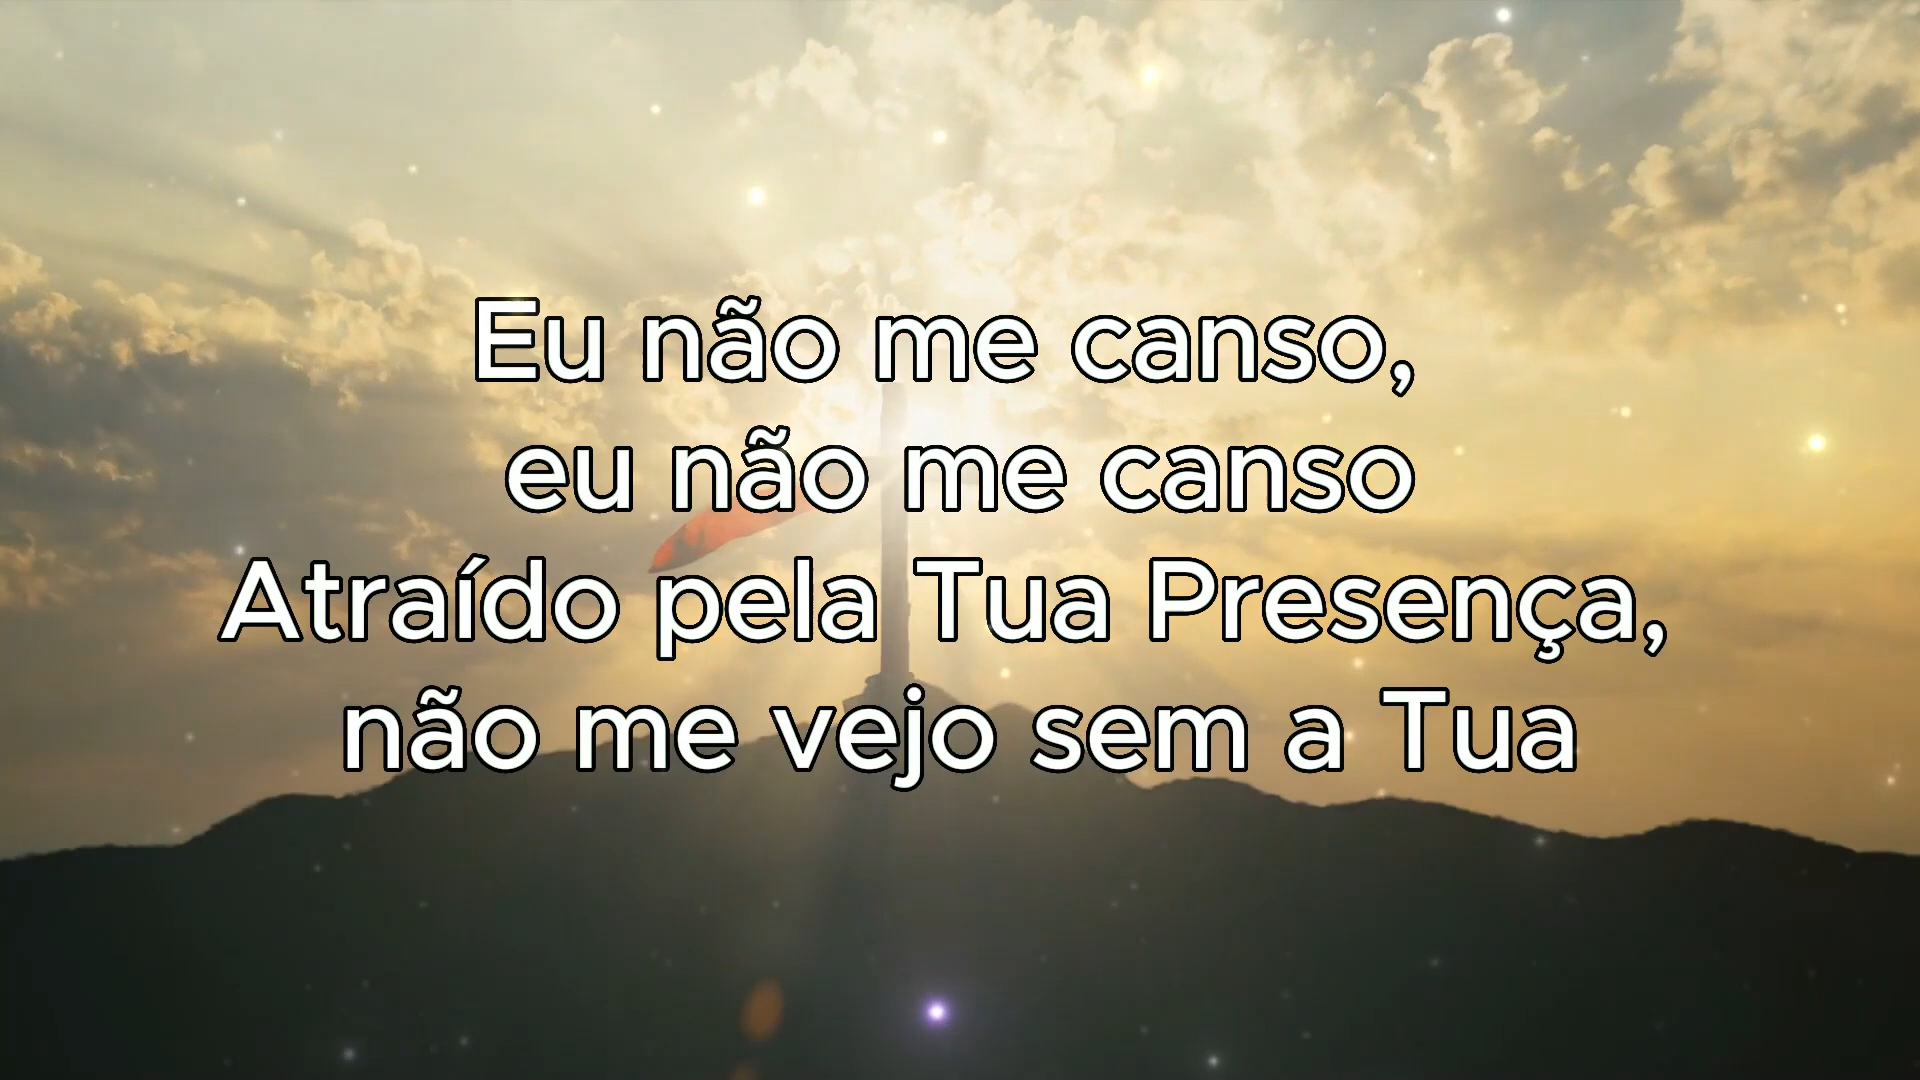 Eu não me canso,
eu não me canso
Atraído pela Tua Presença,
não me vejo sem a Tua